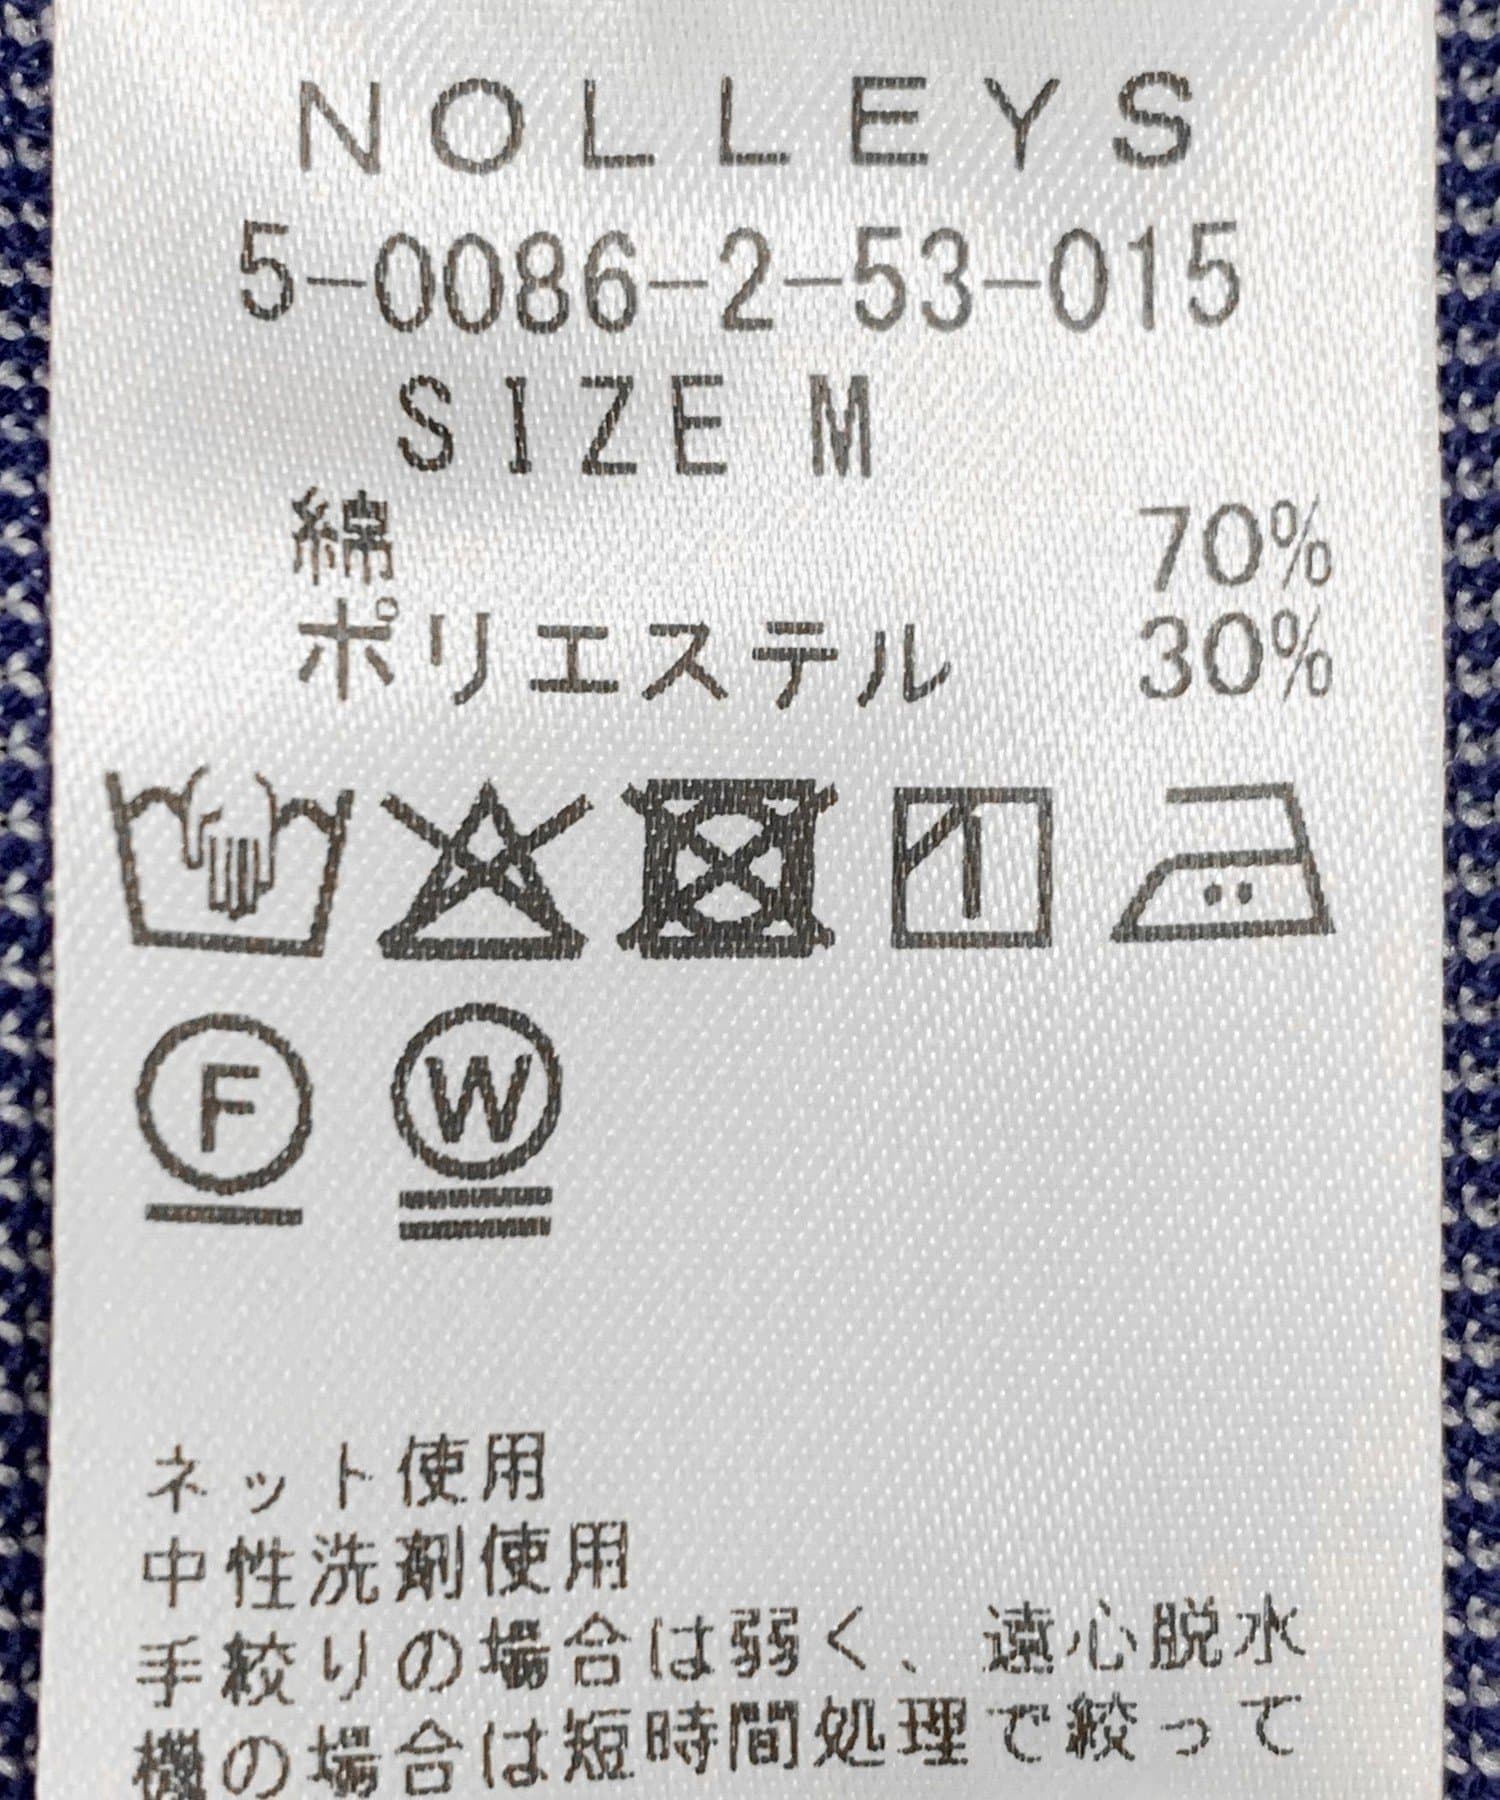 NOLLEYS
5-0086-2-53-015
SIZE M
綿 70%
ポリエステル 30%
F
W
ネット使用
中性洗剤使用
手絞りの場合は弱く、遠心脱水
機の場合は短時間処理で絞って